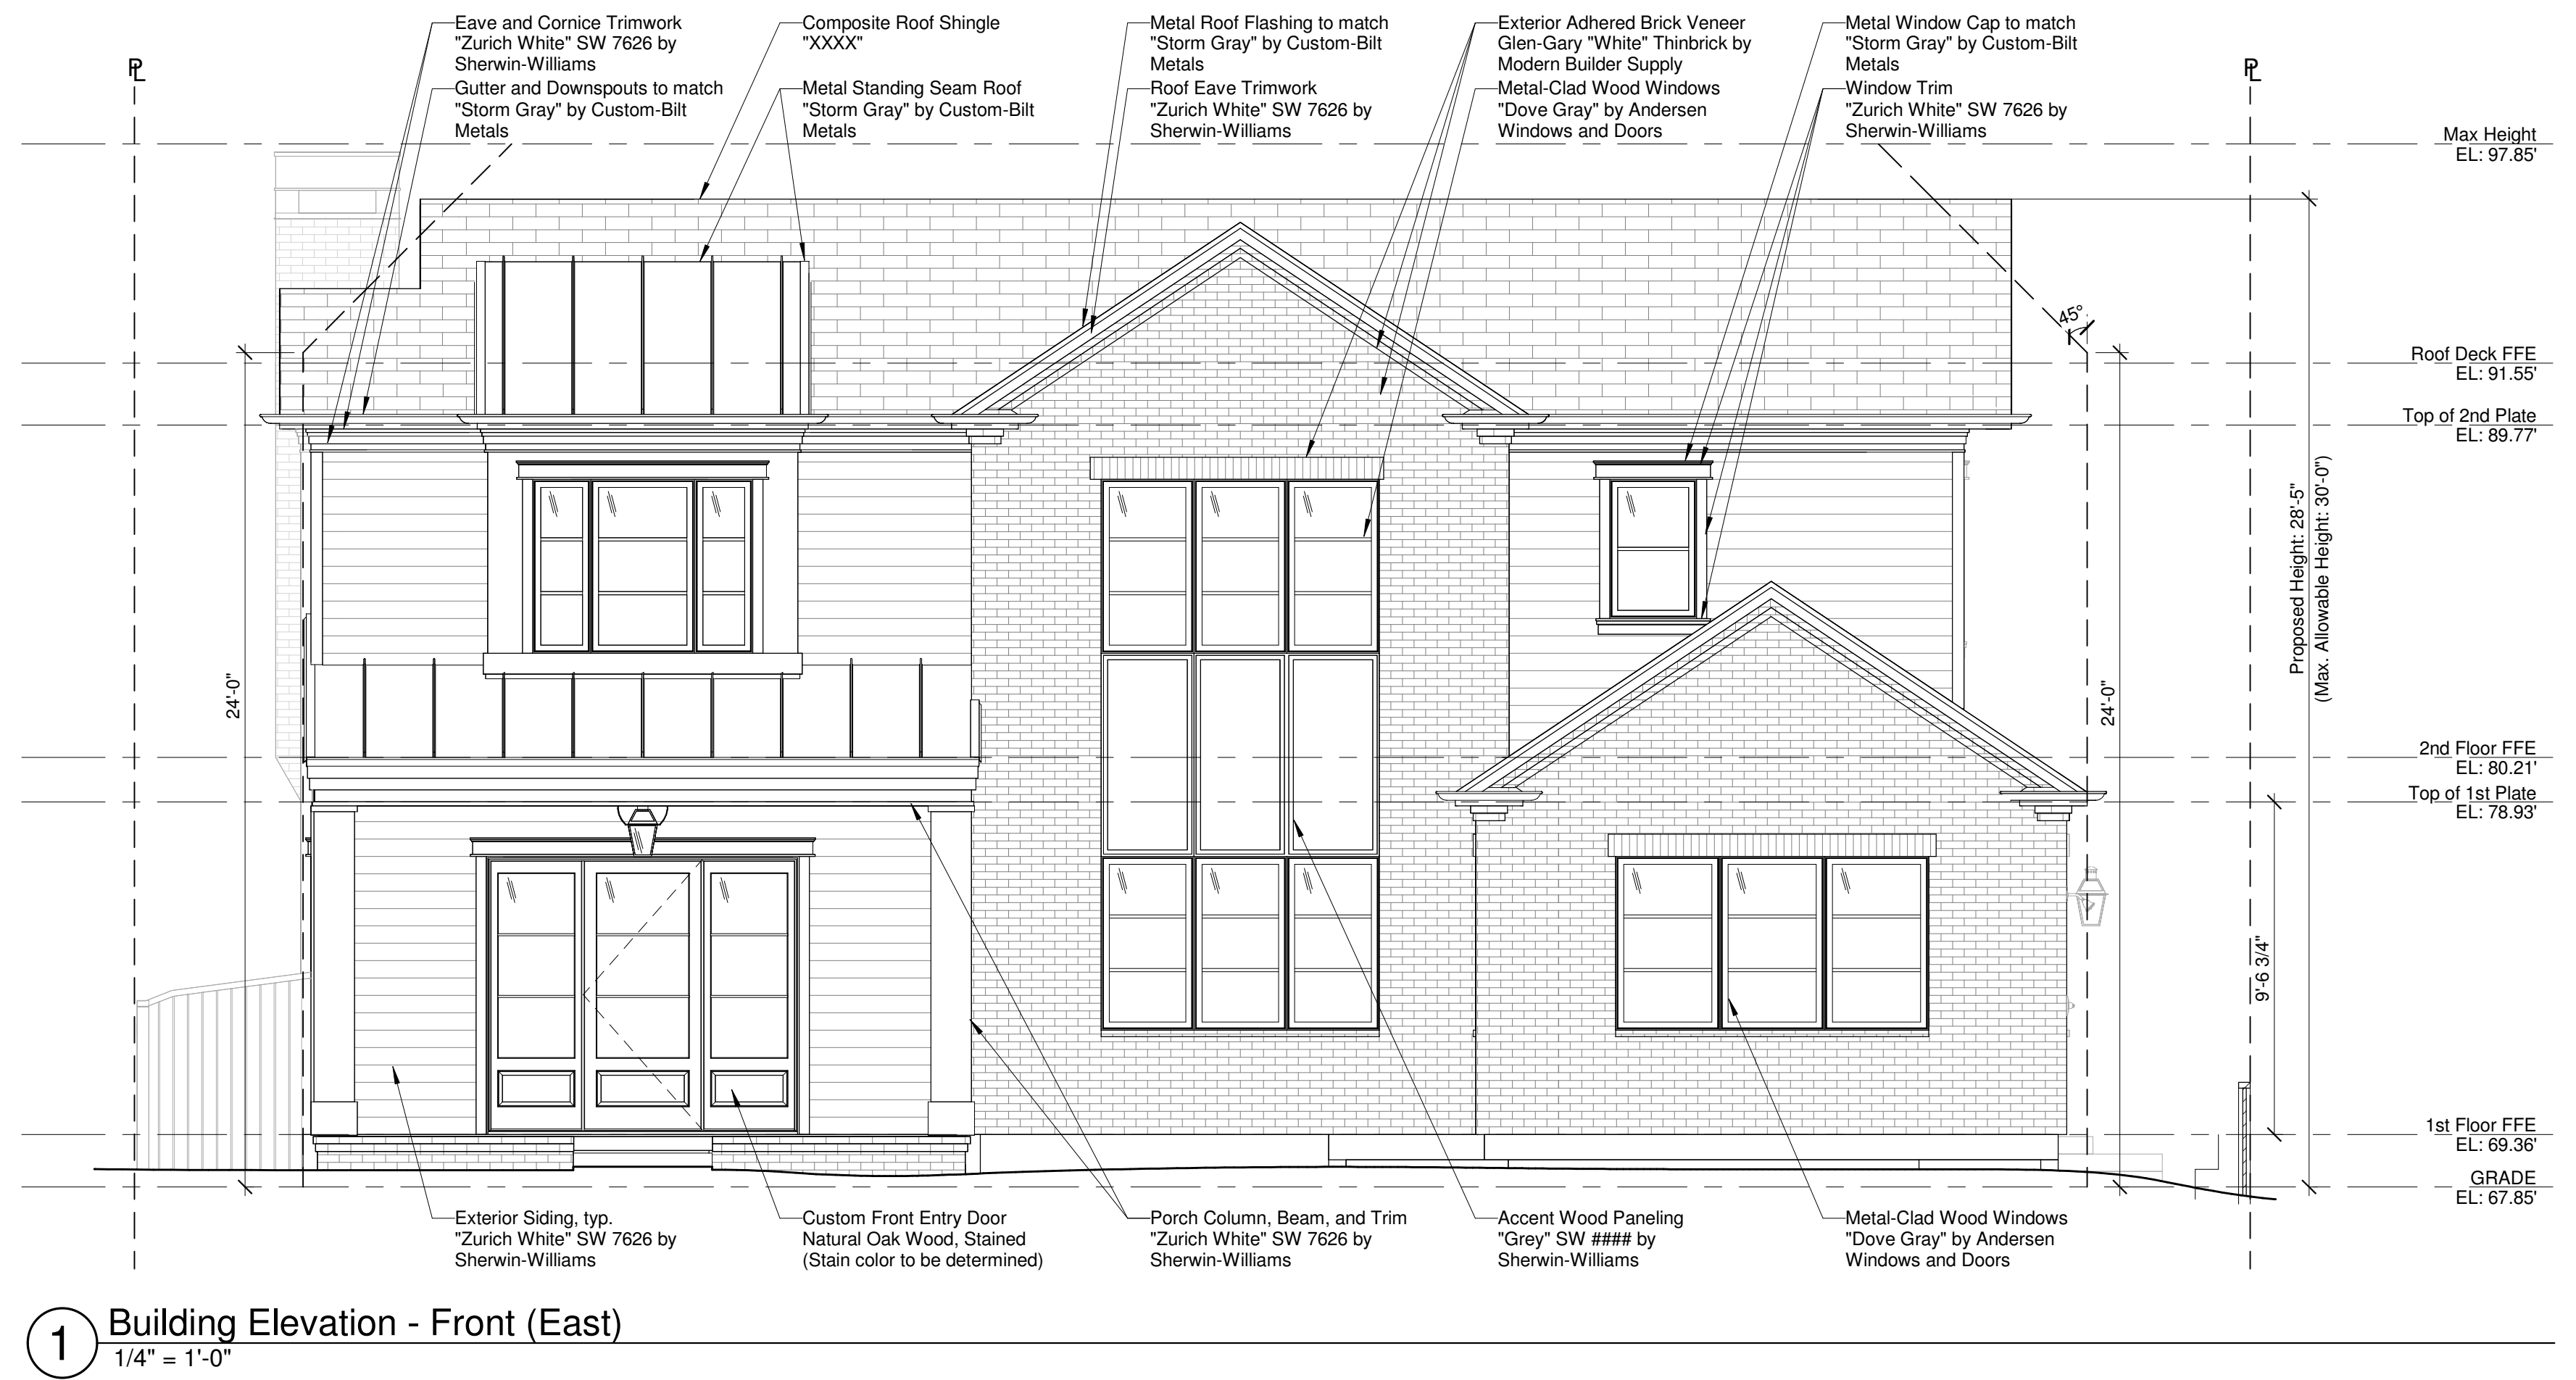 Eave and Cornice Trimwork
"Zurich White" SW 7626 by
Sherwin-Williams
Gutter and Downspouts to match
"Storm Gray" by Custom-Bilt
Metals
Composite Roof Shingle
"XXXX"
Metal Standing Seam Roof
"Storm Gray" by Custom-Bilt
Metals
Metal Roof Flashing to match
"Storm Gray" by Custom-Bilt
Metals
Roof Eave Trimwork
"Zurich White" SW 7626 by
Sherwin-Williams
Exterior Adhered Brick Veneer
Glen-Gary "White" Thinbrick by
Modern Builder Supply
Metal-Clad Wood Windows
"Dove Gray" by Andersen
Windows and Doors
Metal Window Cap to match
"Storm Gray" by Custom-Bilt
Metals
Window Trim
"Zurich White" SW 7626 by
Sherwin-Williams
PL
PL
Max Height
EL: 97.85'
45°
Roof Deck FFE
EL: 91.55'
Top of 2nd Plate
EL: 89.77'
Proposed Height: 28'-5"
(Max. Allowable Height: 30'-0")
24'-0"
24'-0"
2nd Floor FFE
EL: 80.21'
Top of 1st Plate
EL: 78.93'
9'-6 3/4"
1st Floor FFE
EL: 69.36'
GRADE
EL: 67.85'
Exterior Siding, typ.
"Zurich White" SW 7626 by
Sherwin-Williams
Custom Front Entry Door
Natural Oak Wood, Stained
(Stain color to be determined)
Porch Column, Beam, and Trim
"Zurich White" SW 7626 by
Sherwin-Williams
Accent Wood Paneling
"Grey" SW #### by
Sherwin-Williams
Metal-Clad Wood Windows
"Dove Gray" by Andersen
Windows and Doors
1
Building Elevation - Front (East)
1/4" = 1'-0"